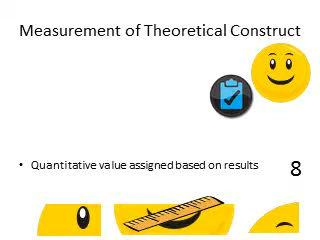 Measurement of Theoretical Construct
• Quantitative value assigned based on results
8